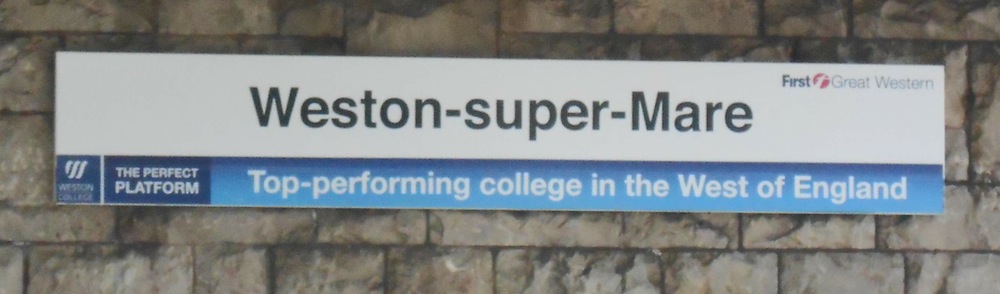 First Great Western
Weston-super-Mare
WESTON
COLLEGE
THE PERFECT
PLATFORM
Top-performing college in the West of England